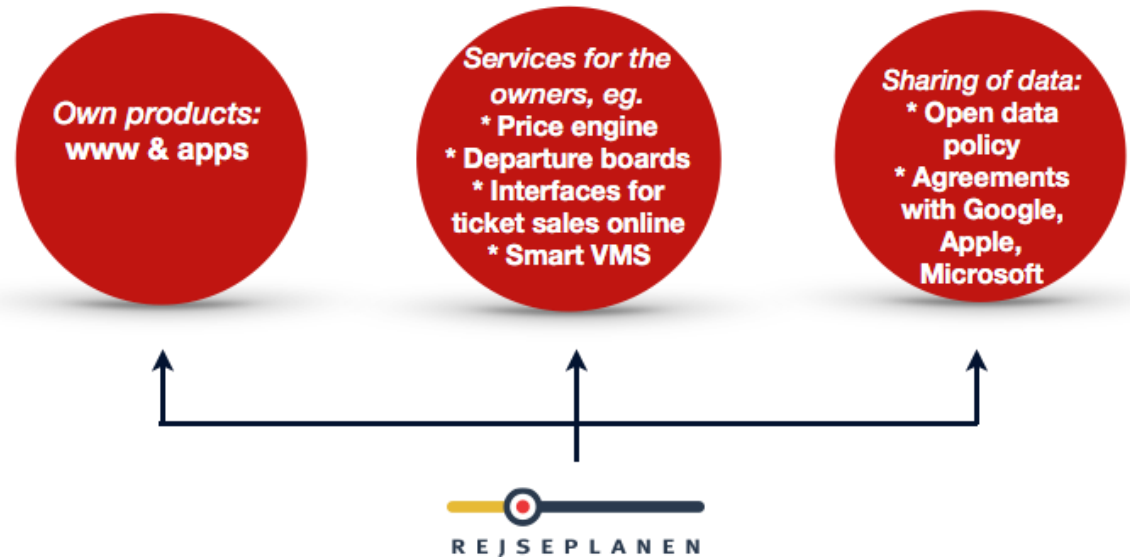 Own products:
www & apps
Services for the
owners, eg.
* Price engine
* Departure boards
* Interfaces for
ticket sales online
* Smart VMS
Sharing of data:
* Open data
policy
* Agreements
with Google,
Apple,
Microsoft
REJSEPLANEN